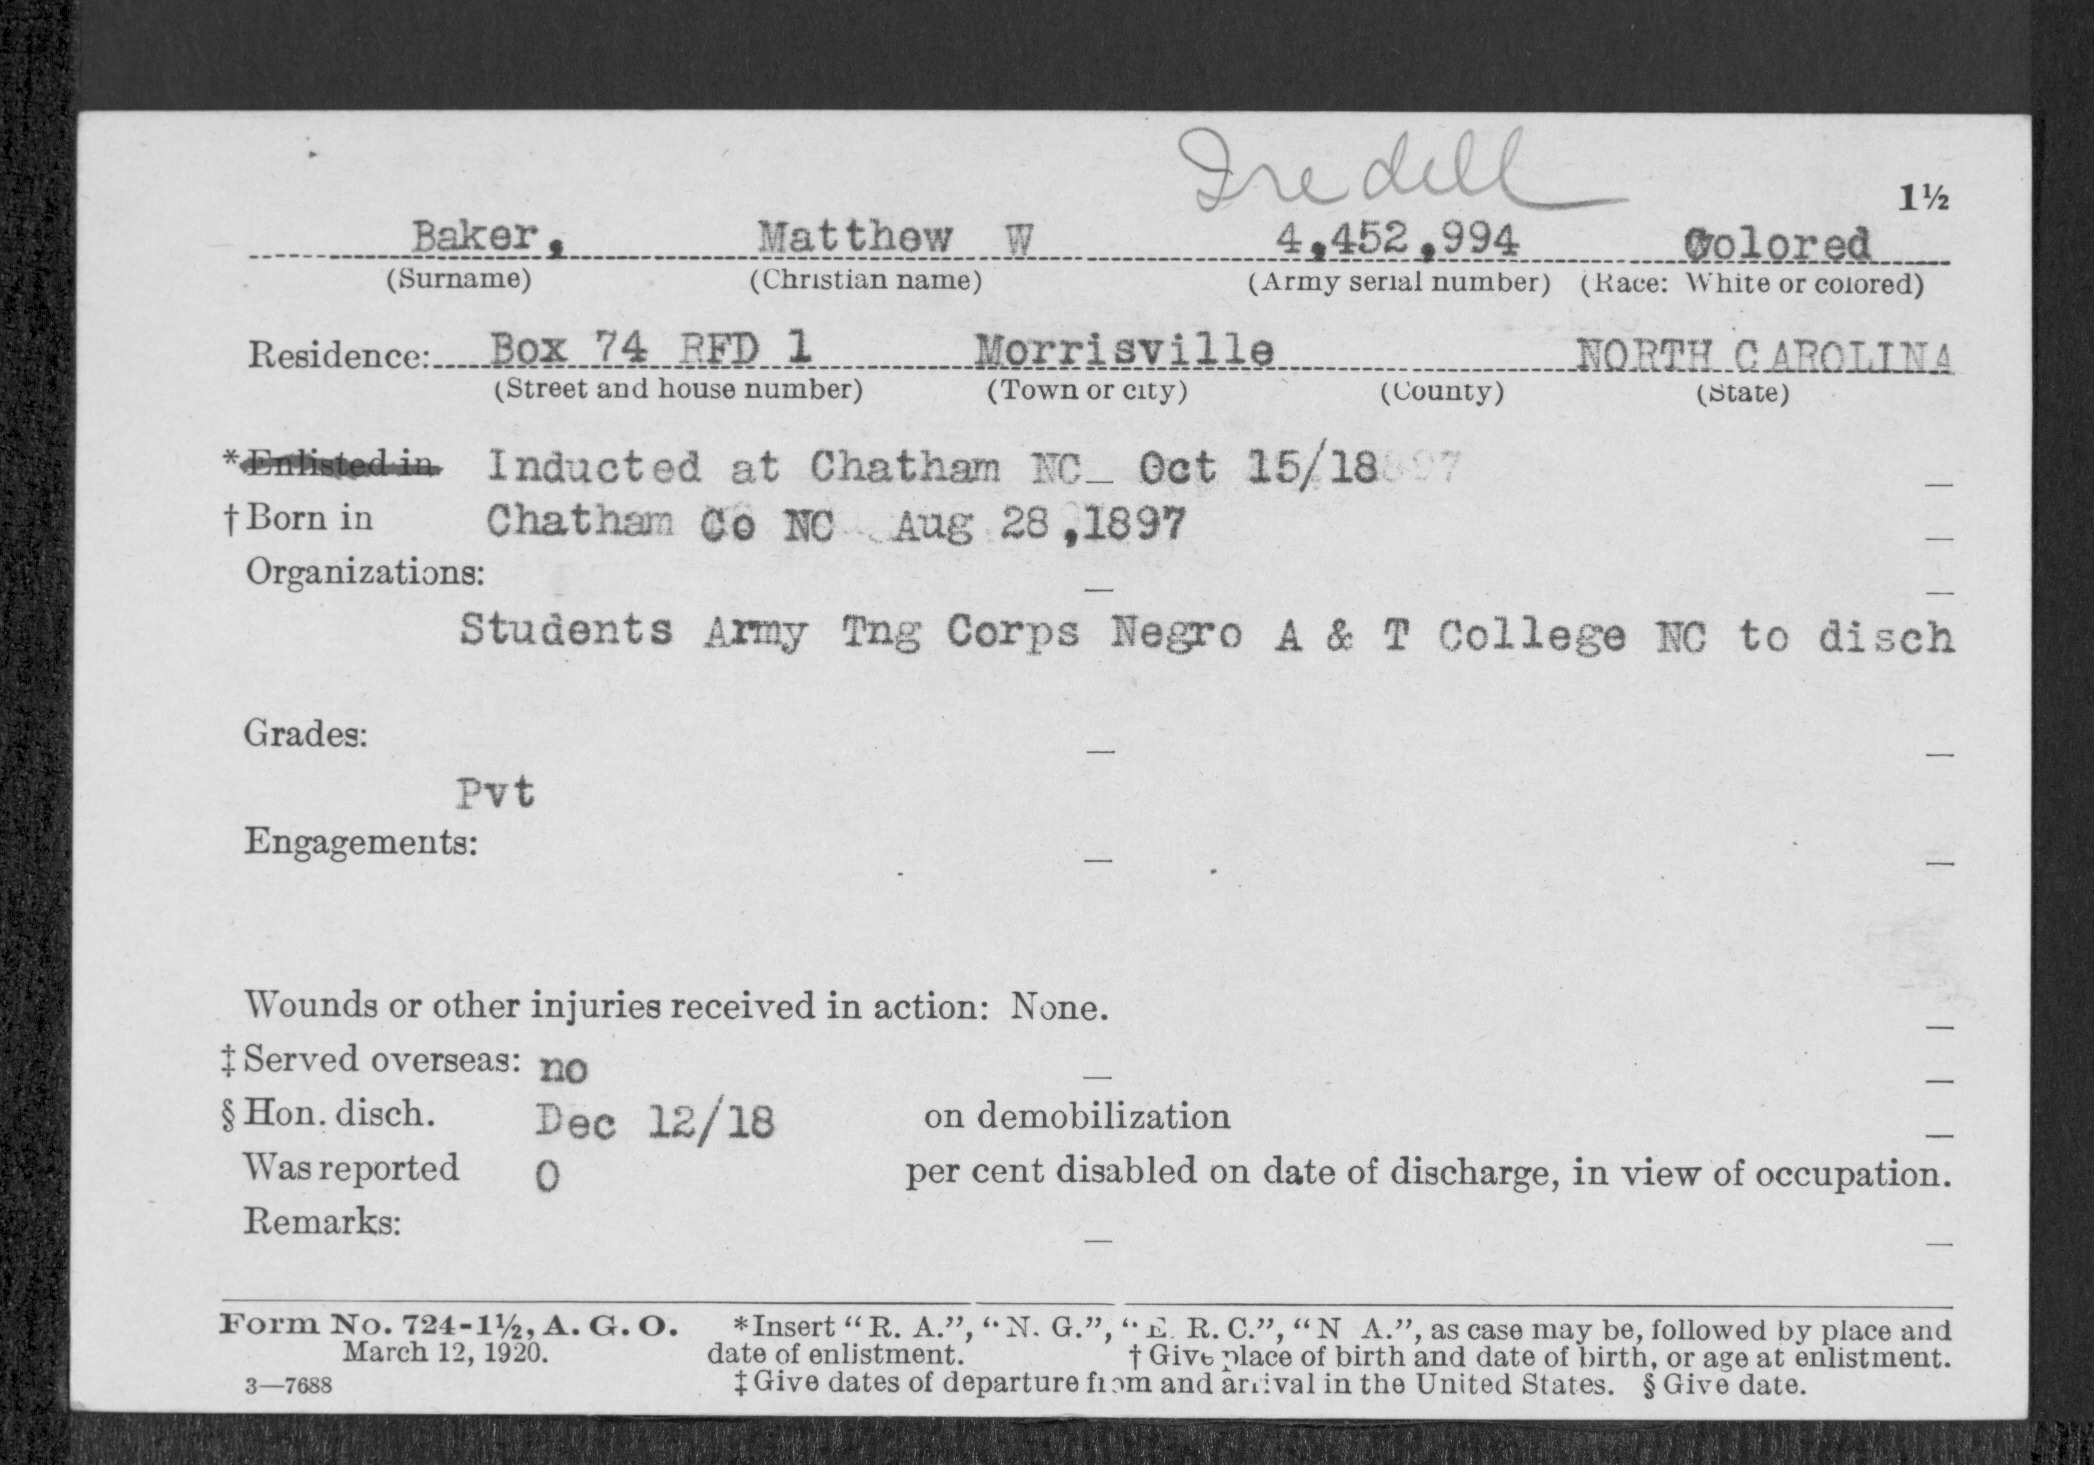 Iredell
1½
Baker, Matthew W 4,452,994 Colored
(Surname) (Christian name) (Army serial number) (Race: White or colored)
Residence: Box 74 RFD 1 Morrisville NORTH CAROLINA
(Street and house number) (Town or city) (County) (State)
*Enlisted in Inducted at Chatham NC_ Oct 15/18
†Born in Chatham Co NC Aug 28,1897
Organizations:
Students Army Tng Corps Negro A & T College NC to disch
Grades:
Pvt
Engagements:
Wounds or other injuries received in action: None.
‡Served overseas: no
§Hon. disch. Dec 12/18 on demobilization
Was reported 0 per cent disabled on date of discharge, in view of occupation.
Remarks:
Form No. 724-1½, A. G. O. *Insert "R. A.", "N. G.", "E. R. C.", "N A.", as case may be, followed by place and
March 12, 1920. date of enlistment. †Give place of birth and date of birth, or age at enlistment.
3—7688 ‡Give dates of departure from and arrival in the United States. §Give date.